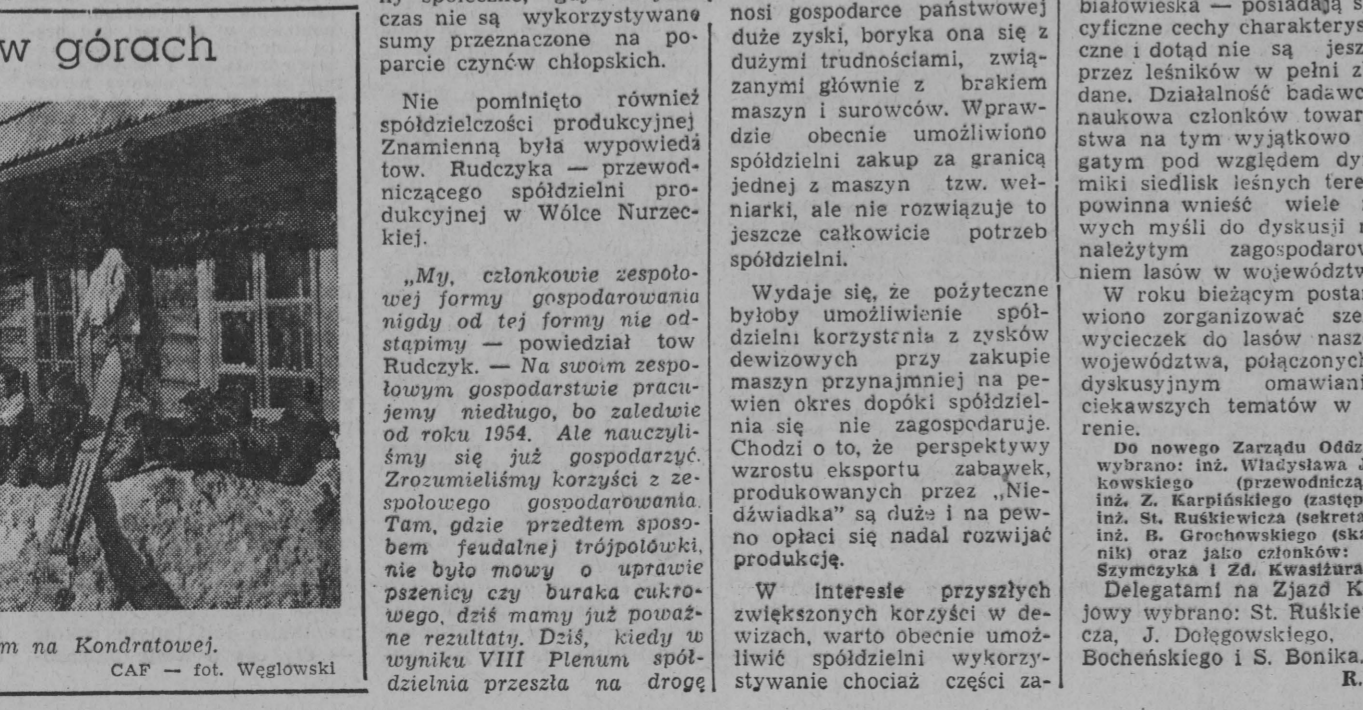 w górach
m na Kondratowej.
CAF — fot. Węglowski
czas nie są wykorzystywane
sumy przeznaczone na po-
parcie czynów chłopskich.
Nie pominięto również
spółdzielczości produkcyjnej
Znamienną była wypowiedź
tow. Rudczyka — przewod-
niczącego spółdzielni pro-
dukcyjnej w Wólce Nurzec-
kiej.
„My, członkowie zespoło-
wej formy gospodarowania
nigdy od tej formy nie od-
stąpimy — powiedział tow
Rudczyk. — Na swoim zespo-
łowym gospodarstwie pracu-
jemy niedługo, bo zaledwie
od roku 1954. Ale nauczyli-
śmy się już gospodarzyć.
Zrozumieliśmy korzyści z ze-
społowego gospodarowania.
Tam, gdzie przedtem sposo-
bem feudalnej trójpolówki,
nie było mowy o uprawie
pszenicy czy buraka cukro-
wego, dziś mamy już poważ-
ne rezultaty. Dziś, kiedy w
wyniku VIII Plenum spół-
dzielnia przeszła na drogę
nosi gospodarce państwowej
duże zyski, boryka ona się z
dużymi trudnościami, zwią-
zanymi głównie z brakiem
maszyn i surowców. Wpraw-
dzie obecnie umożliwiono
spółdzielni zakup za granicą
jednej z maszyn tzw. weł-
niarki, ale nie rozwiązuje to
jeszcze całkowicie potrzeb
spółdzielni.
Wydaje się, że pożyteczne
byłoby umożliwienie spół-
dzielni korzystania z zysków
dewizowych przy zakupie
maszyn przynajmniej na pe-
wien okres dopóki spółdziel-
nia się nie zagospodaruje.
Chodzi o to, że perspektywy
wzrostu eksportu zabawek,
produkowanych przez „Nie-
dźwiadka” są duże i na pew-
no opłaci się nadal rozwijać
produkcję.
W interesie przyszłych
zwiększonych korzyści w de-
wizach, warto obecnie umoż-
liwić spółdzielni wykorzy-
stywanie chociaż części za-
białowieska — posiadają s
cyficzne cechy charakterys
czne i dotąd nie są jesz
przez leśników w pełni z
dane. Działalność badawc
naukowa członków towar
stwa na tym wyjątkowo
gatym pod względem dy
miki siedlisk leśnych tere
powinna wnieść wiele
wych myśli do dyskusji n
należytym zagospodarow
niem lasów w województw
W roku bieżącym posta
wiono zorganizować sze
wycieczek do lasów nasz
województwa, połączonych
dyskusyjnym omawiani
ciekawszych tematów w
renie.
Do nowego Zarządu Oddz
wybrano: inż. Władysława J
kowskiego (przewodniczą
inż. Z. Karpińskiego (zastęp
inż. St. Ruśkiewicza (sekreta
inż. B. Grochowskiego (ska
nik) oraz jako członków:
Szymczyka i Zd. Kwasiżura
Delegatami na Zjazd K
jowy wybrano: St. Ruśkie
cza, J. Dołęgowskiego,
Bocheńskiego i S. Bonika.
R.